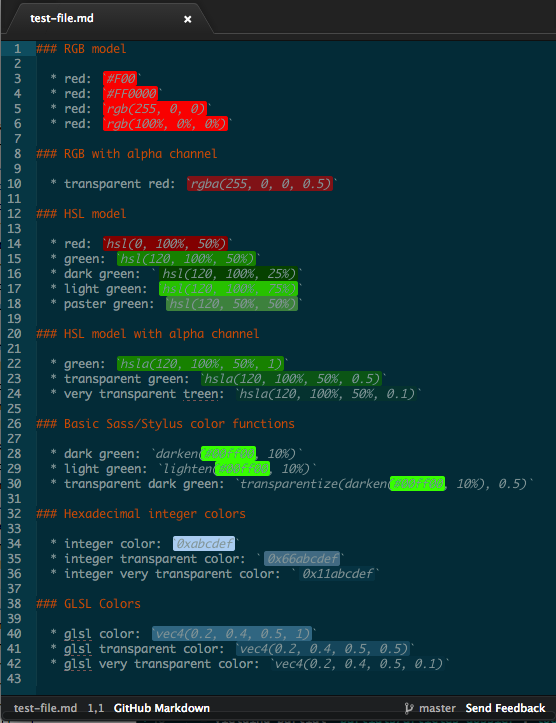 test-file.md ×
1 ### RGB model
2
3 * red: `#F00`
4 * red: `#FF0000`
5 * red: `rgb(255, 0, 0)`
6 * red: `rgb(100%, 0%, 0%)`
7
8 ### RGB with alpha channel
9
10 * transparent red: `rgba(255, 0, 0, 0.5)`
11
12 ### HSL model
13
14 * red: `hsl(0, 100%, 50%)`
15 * green: `hsl(120, 100%, 50%)`
16 * dark green: `hsl(120, 100%, 25%)`
17 * light green: `hsl(120, 100%, 75%)`
18 * paster green: `hsl(120, 50%, 50%)`
19
20 ### HSL model with alpha channel
21
22 * green: `hsla(120, 100%, 50%, 1)`
23 * transparent green: `hsla(120, 100%, 50%, 0.5)`
24 * very transparent treen: `hsla(120, 100%, 50%, 0.1)`
25
26 ### Basic Sass/Stylus color functions
27
28 * dark green: `darken(#00ff00, 10%)`
29 * light green: `lighten(#00ff00, 10%)`
30 * transparent dark green: `transparentize(darken(#00ff00, 10%), 0.5)`
31
32 ### Hexadecimal integer colors
33
34 * integer color: `0xabcdef`
35 * integer transparent color: `0x66abcdef`
36 * integer very transparent color: `0x11abcdef`
37
38 ### GLSL Colors
39
40 * glsl color: `vec4(0.2, 0.4, 0.5, 1)`
41 * glsl transparent color: `vec4(0.2, 0.4, 0.5, 0.5)`
42 * glsl very transparent color: `vec4(0.2, 0.4, 0.5, 0.1)`
43
test-file.md 1,1 GitHub Markdown master Send Feedback